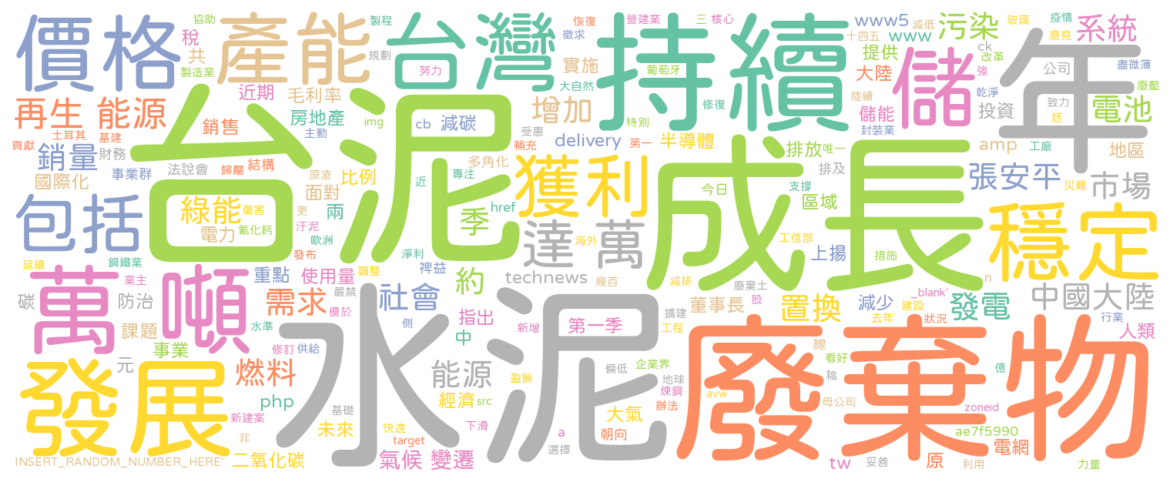 價格
產能
台灣
持續
儲
年
www5
www
污染
系統
協助
製程
稅
共
製造業
規劃
努力
恢復
營建業
三
核心
十四五
減低
玻璃
疫情
意見
徵求
葡萄牙
提供
ck
改革
盡微薄
實施
大自然
大陸
陸續
強
乾淨
公司
廢壓
再生 能源
近期
毛利率
增加
修復
儲能
投資
致力
電池
土耳其
銷售
房地產
img
cb
減碳
受惠
特別
封裝業
話
工廠
貢獻
基建
主動
補充
delivery
第一
半導體
amp
地區
銷量
財務
法說會
歸屬
結構
台泥
多角化
排放
唯一
國際化
事業群
原渣
比例
近
專注
獲利
成長
排及
張安平
災難
市場
面對
今日
支撐
包括
綠能
傷害
更
兩
季
href
區域
穩定
電力
氟化鈣
汙泥
歐洲
達
萬
海外
工信部
上揚
延續
鋼鐵業
發布
淨利
措施
萬
噸
業主
重點
使用量
調整
裨益
約
technews
幾百
減排
廢棄土
n
碳
防治
嚴禁
社會
董事長
股
置換
減少
_blank'
建設
發電
中國大陸
需求
優於
側
中
指出
新增
第一季
擴建
工程
去年
狀況
行業
課題
水準
水泥
廢棄物
人類
發展
事業
修訂
供給
線
看好
億
元
燃料
能源
盈餘
偏低
企業界
地球
煉鋼
稿
母公司
新建案
php
基礎
經濟
src
辦法
avw
zoneid
非
未來
快速
下滑
大氣
ae7f5990
target
a
朝向
電網
INSERT_RANDOM_NUMBER_HERE'
二氧化碳
氣候 變遷
選擇
tw
妥善
原
利用
力量